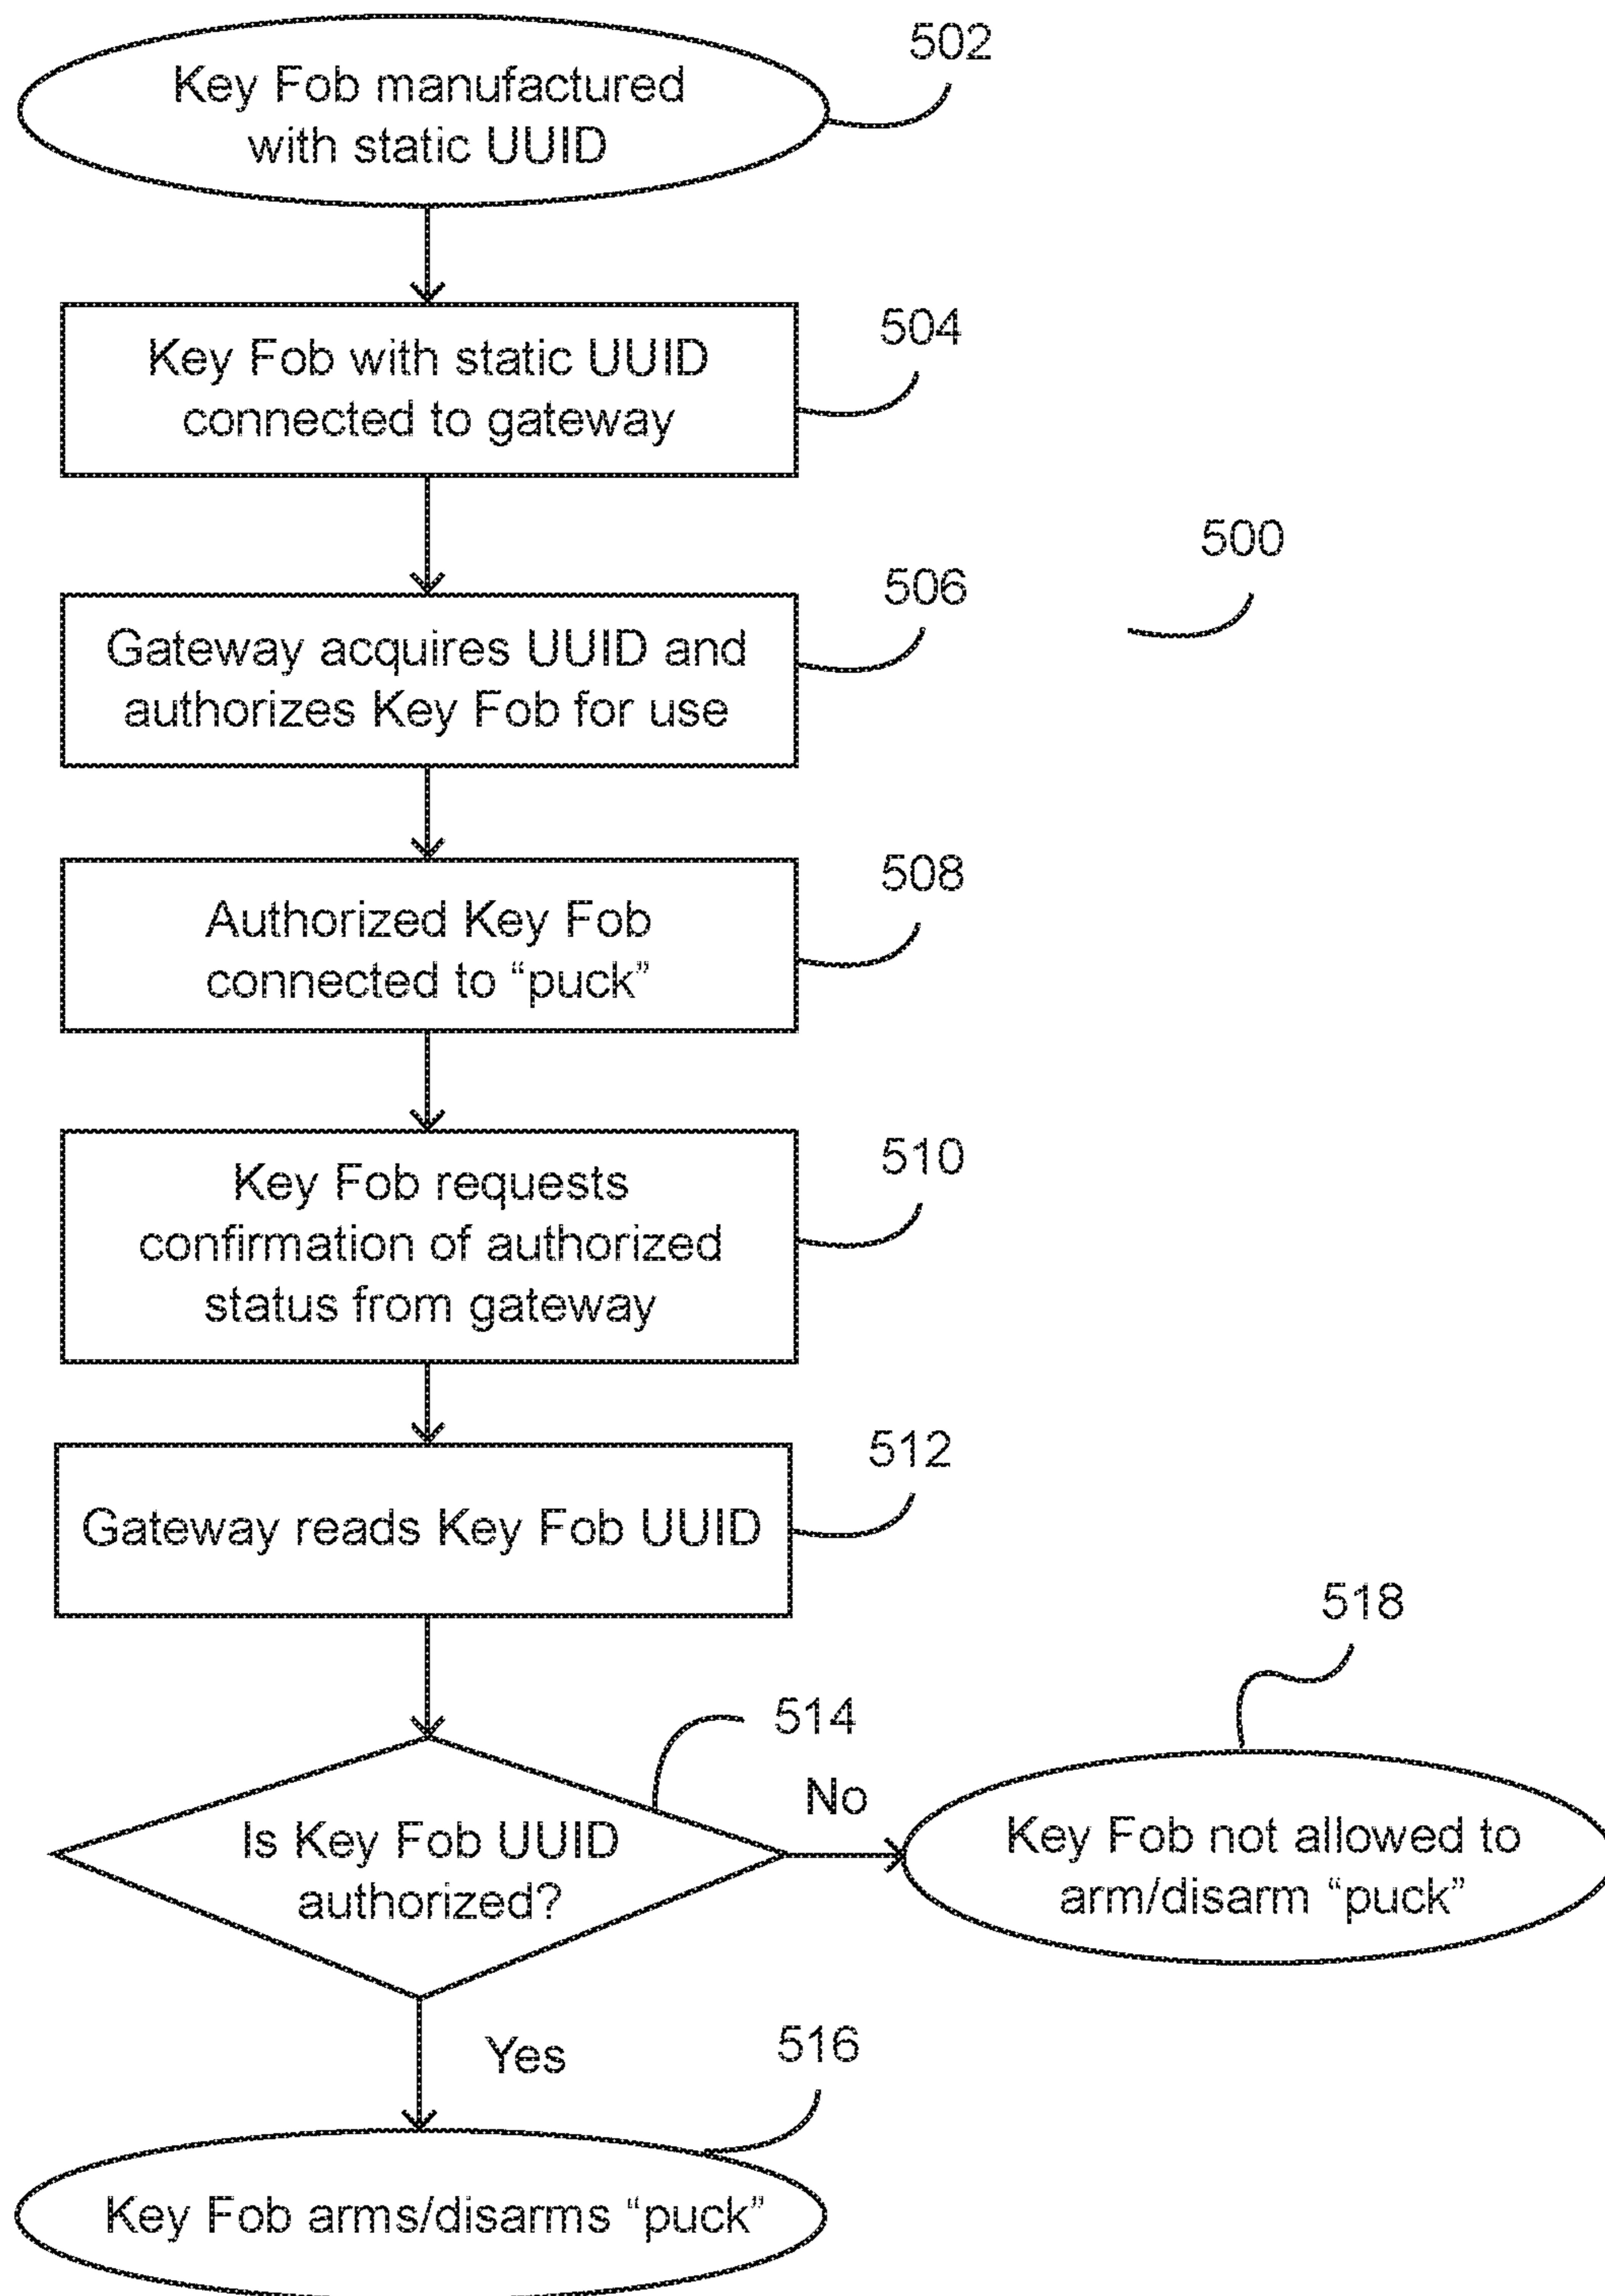 502
Key Fob manufactured
with static UUID
504
Key Fob with static UUID
connected to gateway
500
506
Gateway acquires UUID and
authorizes Key Fob for use
508
Authorized Key Fob
connected to “puck”
510
Key Fob requests
confirmation of authorized
status from gateway
512
Gateway reads Key Fob UUID
518
514
No
Is Key Fob UUID
authorized?
Key Fob not allowed to
arm/disarm “puck”
Yes
516
Key Fob arms/disarms “puck”